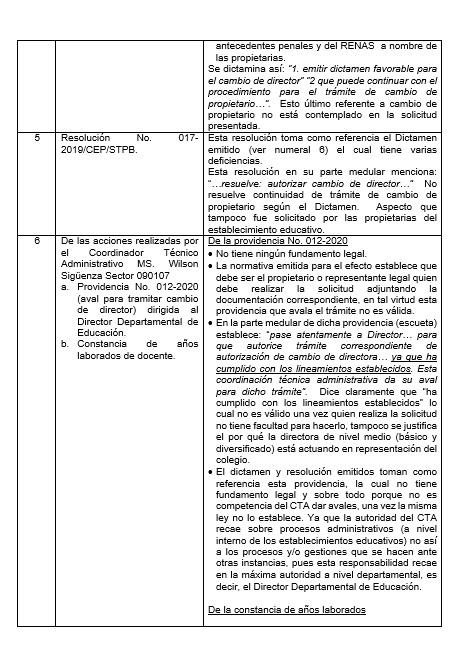 antecedentes penales y del RENAS a nombre de
las propietarias.
Se dictamina así: "1. emitir dictamen favorable para
el cambio de director" "2 que puede continuar con el
procedimiento para el trámite de cambio de
propietario…". Esto último referente a cambio de
propietario no está contemplado en la solicitud
presentada.
5
Resolución No. 017-
2019/CEP/STPB.
Esta resolución toma como referencia el Dictamen
emitido (ver numeral 6) el cual tiene varias
deficiencias.
Esta resolución en su parte medular menciona:
"…resuelve: autorizar cambio de director…" No
resuelve continuidad de trámite de cambio de
propietario según el Dictamen. Aspecto que
tampoco fue solicitado por las propietarias del
establecimiento educativo.
6
De las acciones realizadas por
el Coordinador Técnico
Administrativo MS. Wilson
Sigüenza Sector 090107
a. Providencia No. 012-2020
(aval para tramitar cambio
de director) dirigida al
Director Departamental de
Educación.
b. Constancia de años
laborados de docente.
De la providencia No. 012-2020
• No tiene ningún fundamento legal.
• La normativa emitida para el efecto establece que
debe ser el propietario o representante legal quien
debe realizar la solicitud adjuntando la
documentación correspondiente, en tal virtud esta
providencia que avala el trámite no es válida.
• En la parte medular de dicha providencia (escueta)
establece: "pase atentamente a Director… para
que autorice trámite correspondiente de
autorización de cambio de directora… ya que ha
cumplido con los lineamientos establecidos. Esta
coordinación técnica administrativa da su aval
para dicho trámite". Dice claramente que "ha
cumplido con los lineamientos establecidos" lo
cual no es válido una vez quien realiza la solicitud
no tiene facultad para hacerlo, tampoco se justifica
el por qué la directora de nivel medio (básico y
diversificado) está actuando en representación del
colegio.
• El dictamen y resolución emitidos toman como
referencia esta providencia, la cual no tiene
fundamento legal y sobre todo porque no es
competencia del CTA dar avales, una vez la misma
ley no lo establece. Ya que la autoridad del CTA
recae sobre procesos administrativos (a nivel
interno de los establecimientos educativos) no así
a los procesos y/o gestiones que se hacen ante
otras instancias, pues esta responsabilidad recae
en la máxima autoridad a nivel departamental, es
decir, el Director Departamental de Educación.
De la constancia de años laborados